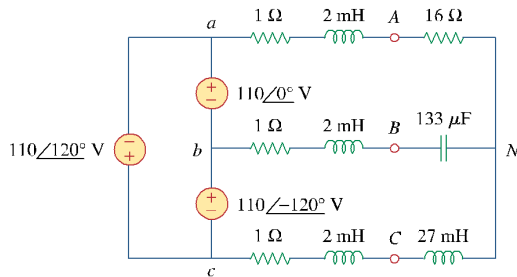 1 Ω 2 mH A 16 Ω
a
+
−
110/0° V
1 Ω 2 mH B 133 μF
110/120° V
−
+
b
N
+
−
110/−120° V
1 Ω 2 mH C 27 mH
c